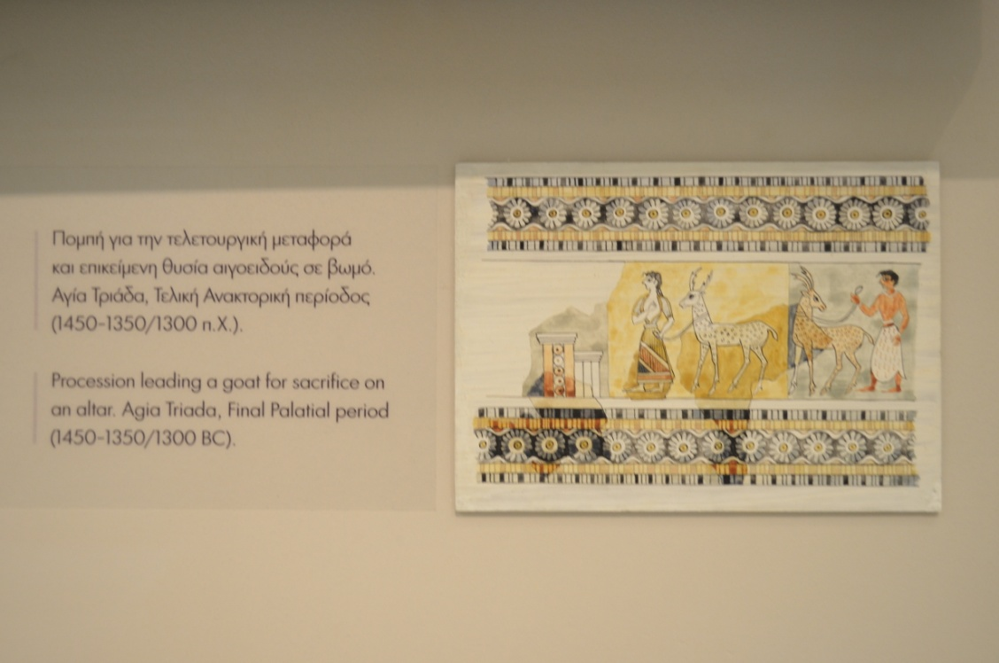 Πομπή για την τελετουργική μεταφορά
και επικείμενη θυσία αιγοειδούς σε βωμό.
Αγία Τριάδα, Τελική Ανακτορική περίοδος
(1450-1350/1300 π.Χ.).
Procession leading a goat for sacrifice on
an altar. Agia Triada, Final Palatial period
(1450-1350/1300 BC).